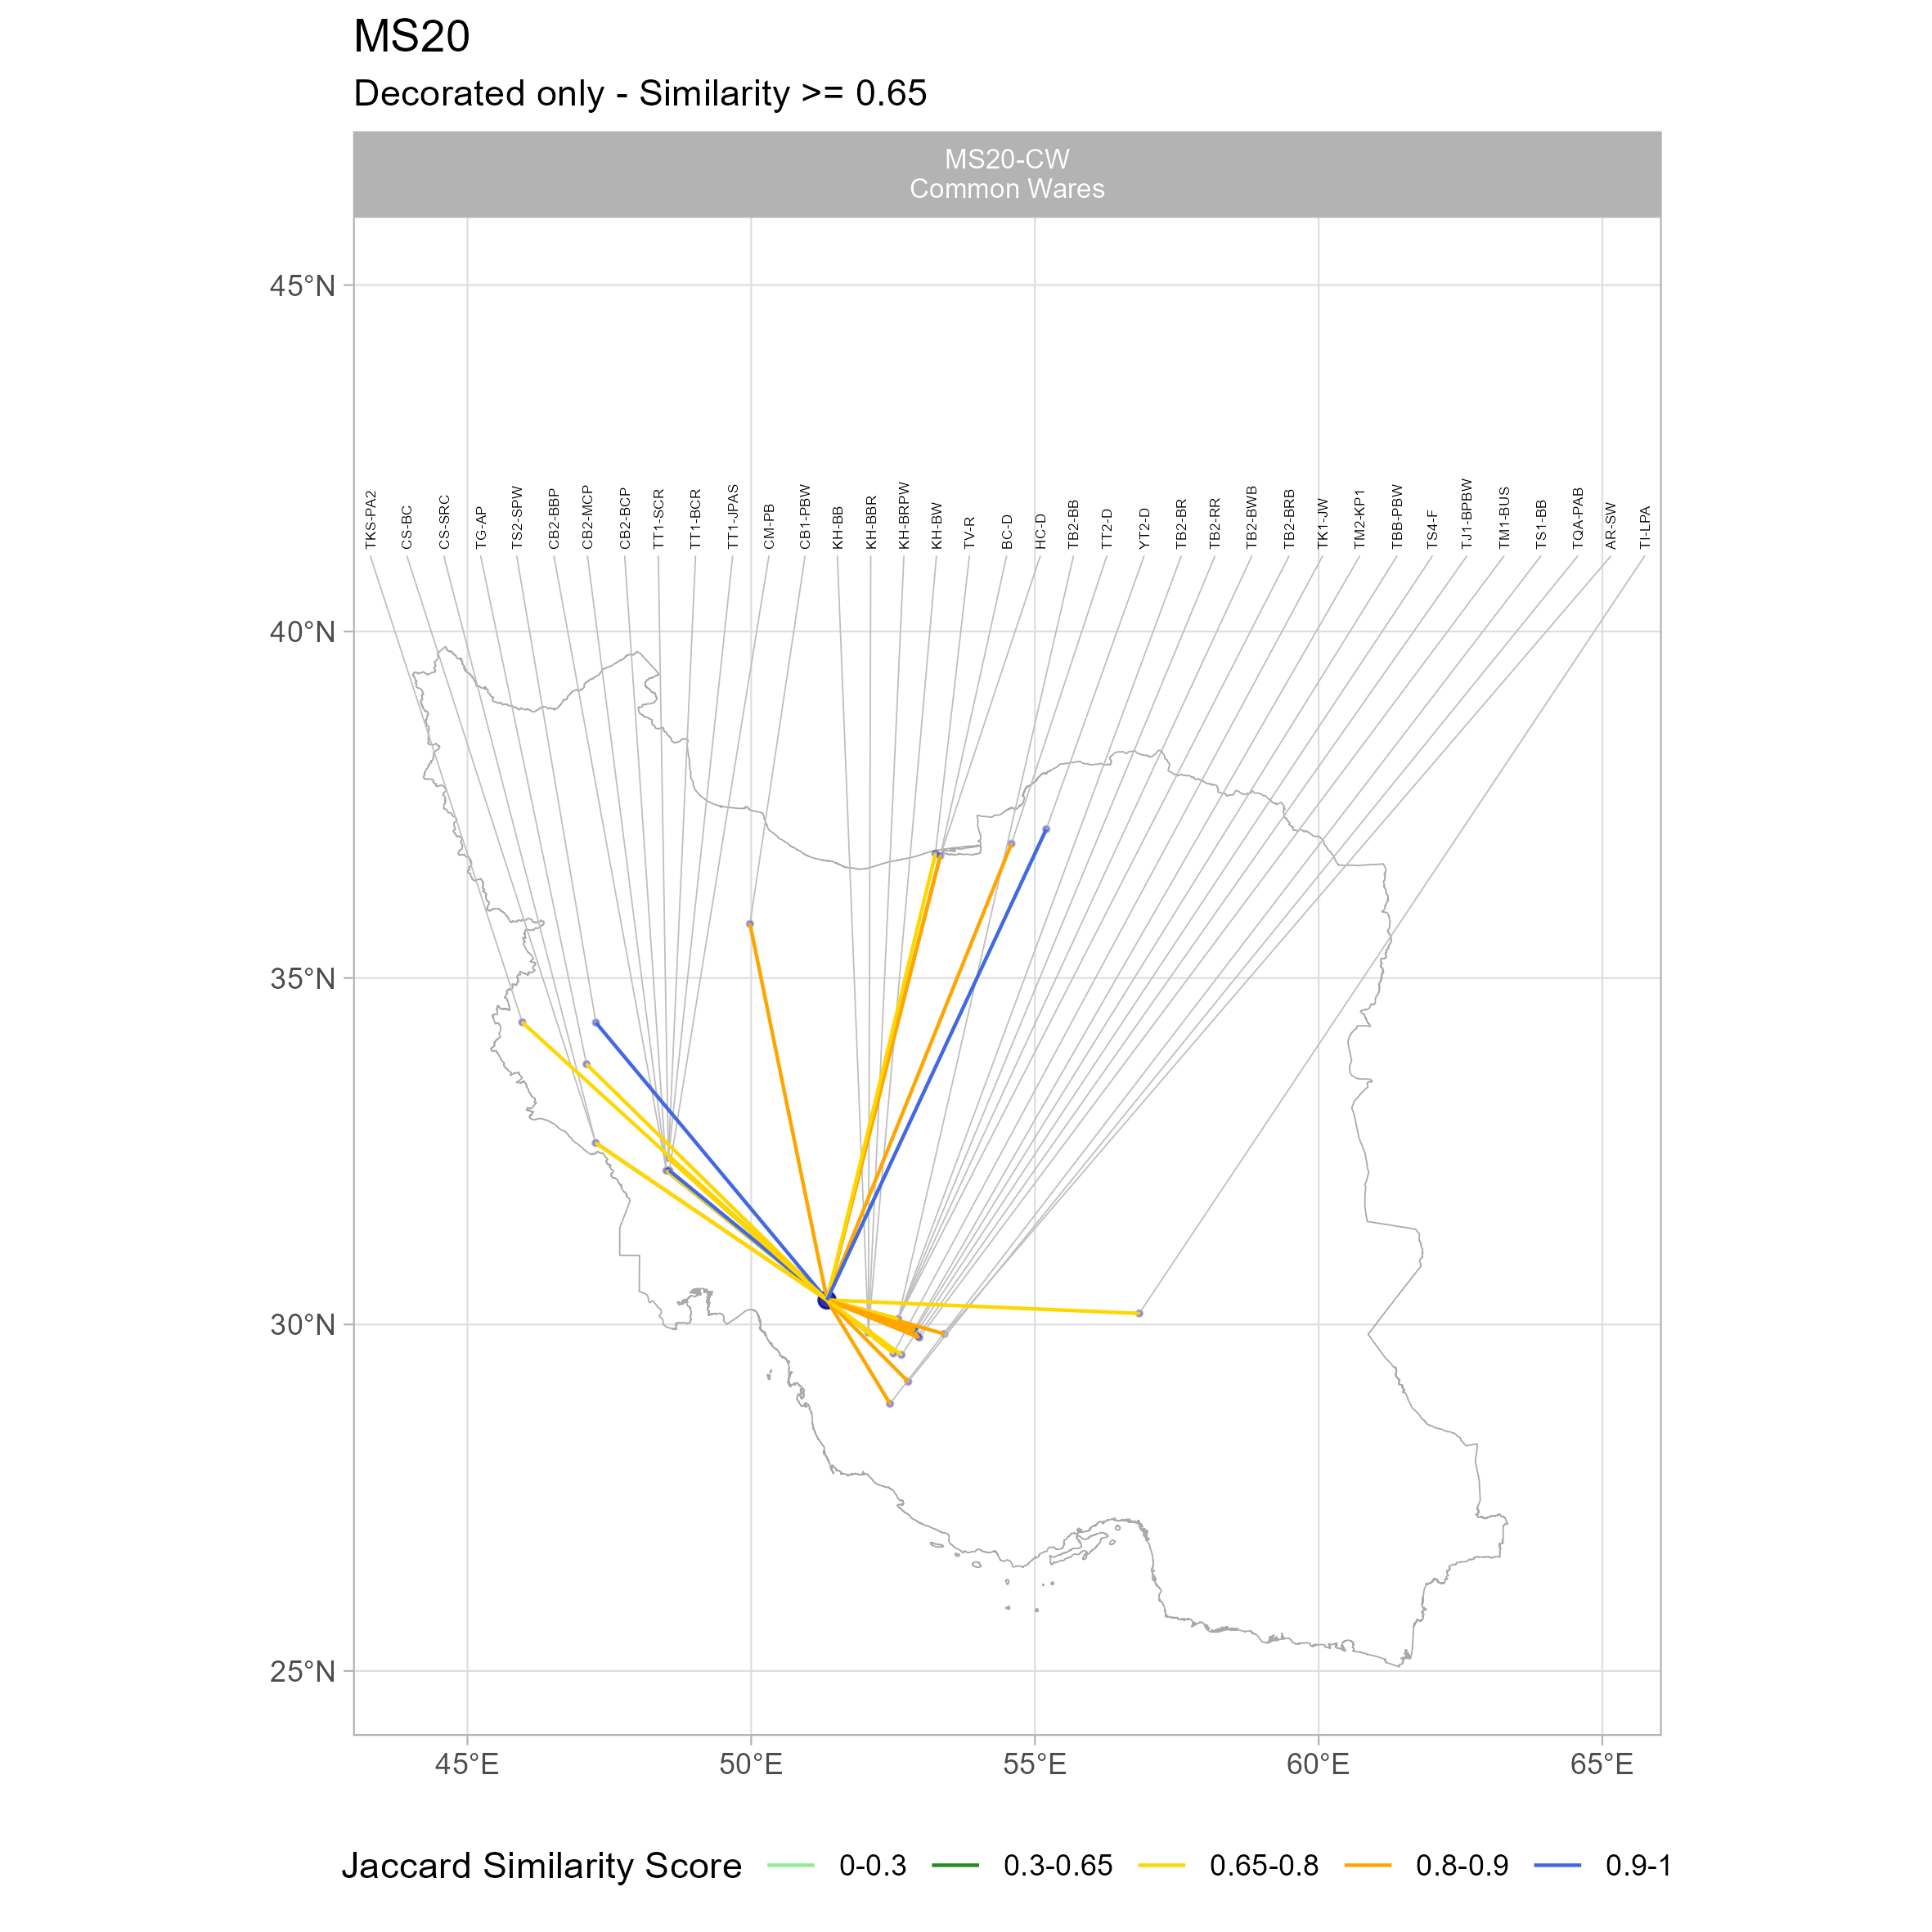 MS20
Decorated only - Similarity >= 0.65
MS20-CW
Common Wares
45°N
40°N
35°N
30°N
25°N
TKS-PA2
CS-BC
CS-SRC
TG-AP
TS2-SPW
CB2-BBP
CB2-MCP
CB2-BCP
TT1-SCR
TT1-BCR
TT1-JPAS
CM-PB
CB1-PBW
KH-BB
KH-BBR
KH-BRPW
KH-BW
TV-R
BC-D
HC-D
TB2-BB
TT2-D
YT2-D
TB2-BR
TB2-RR
TB2-BWB
TB2-BRB
TK1-JW
TM2-KP1
TBB-PBW
TS4-F
TJ1-BPBW
TM1-BUS
TS1-BB
TQA-PAB
AR-SW
TI-LPA
45°E
50°E
55°E
60°E
65°E
Jaccard Similarity Score
0-0.3
0.3-0.65
0.65-0.8
0.8-0.9
0.9-1